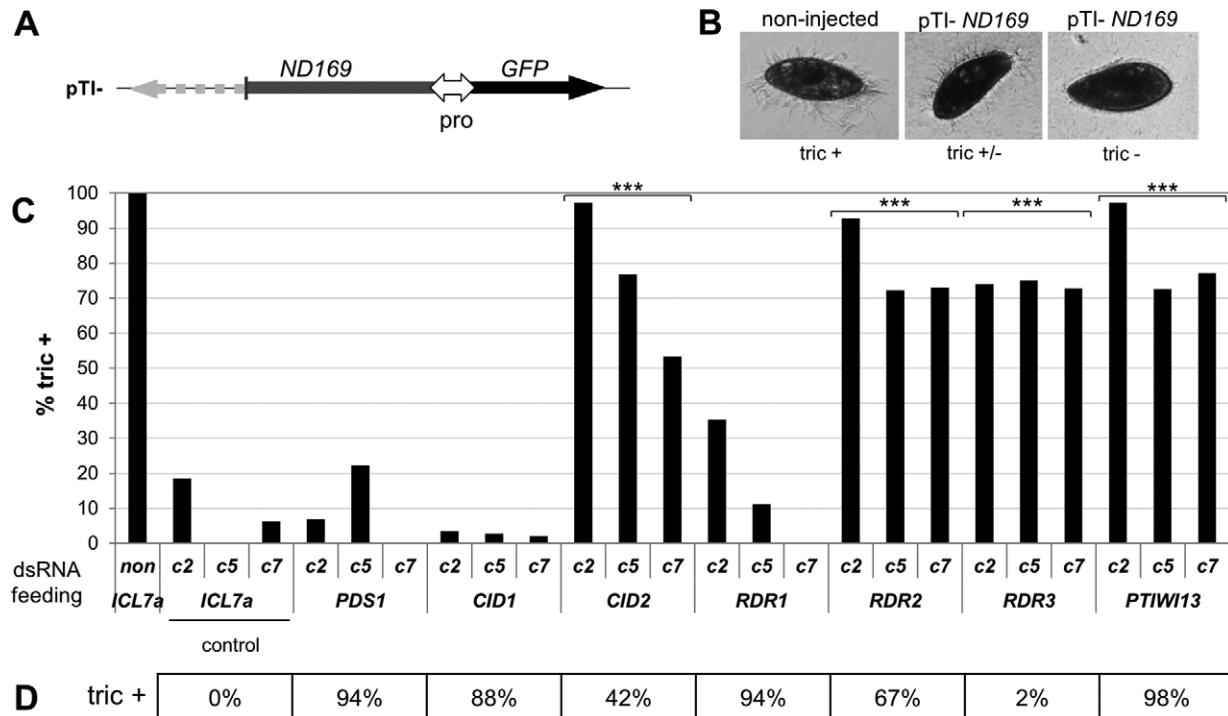 A
ND169
GFP
pTI-
pro
B
non-injected
pTI- ND169
pTI- ND169
tric +
tric +/-
tric -
C
100
90
80
70
60
50
40
30
20
10
0
% tric +
***
***
***
***
dsRNA feeding
non c2 c5 c7 c2 c5 c7 c2 c5 c7 c2 c5 c7 c2 c5 c7 c2 c5 c7 c2 c5 c7 c2 c5 c7
ICL7a ICL7a PDS1 CID1 CID2 RDR1 RDR2 RDR3 PTIWI13
control
D tric + 0% 94% 88% 42% 94% 67% 2% 98%